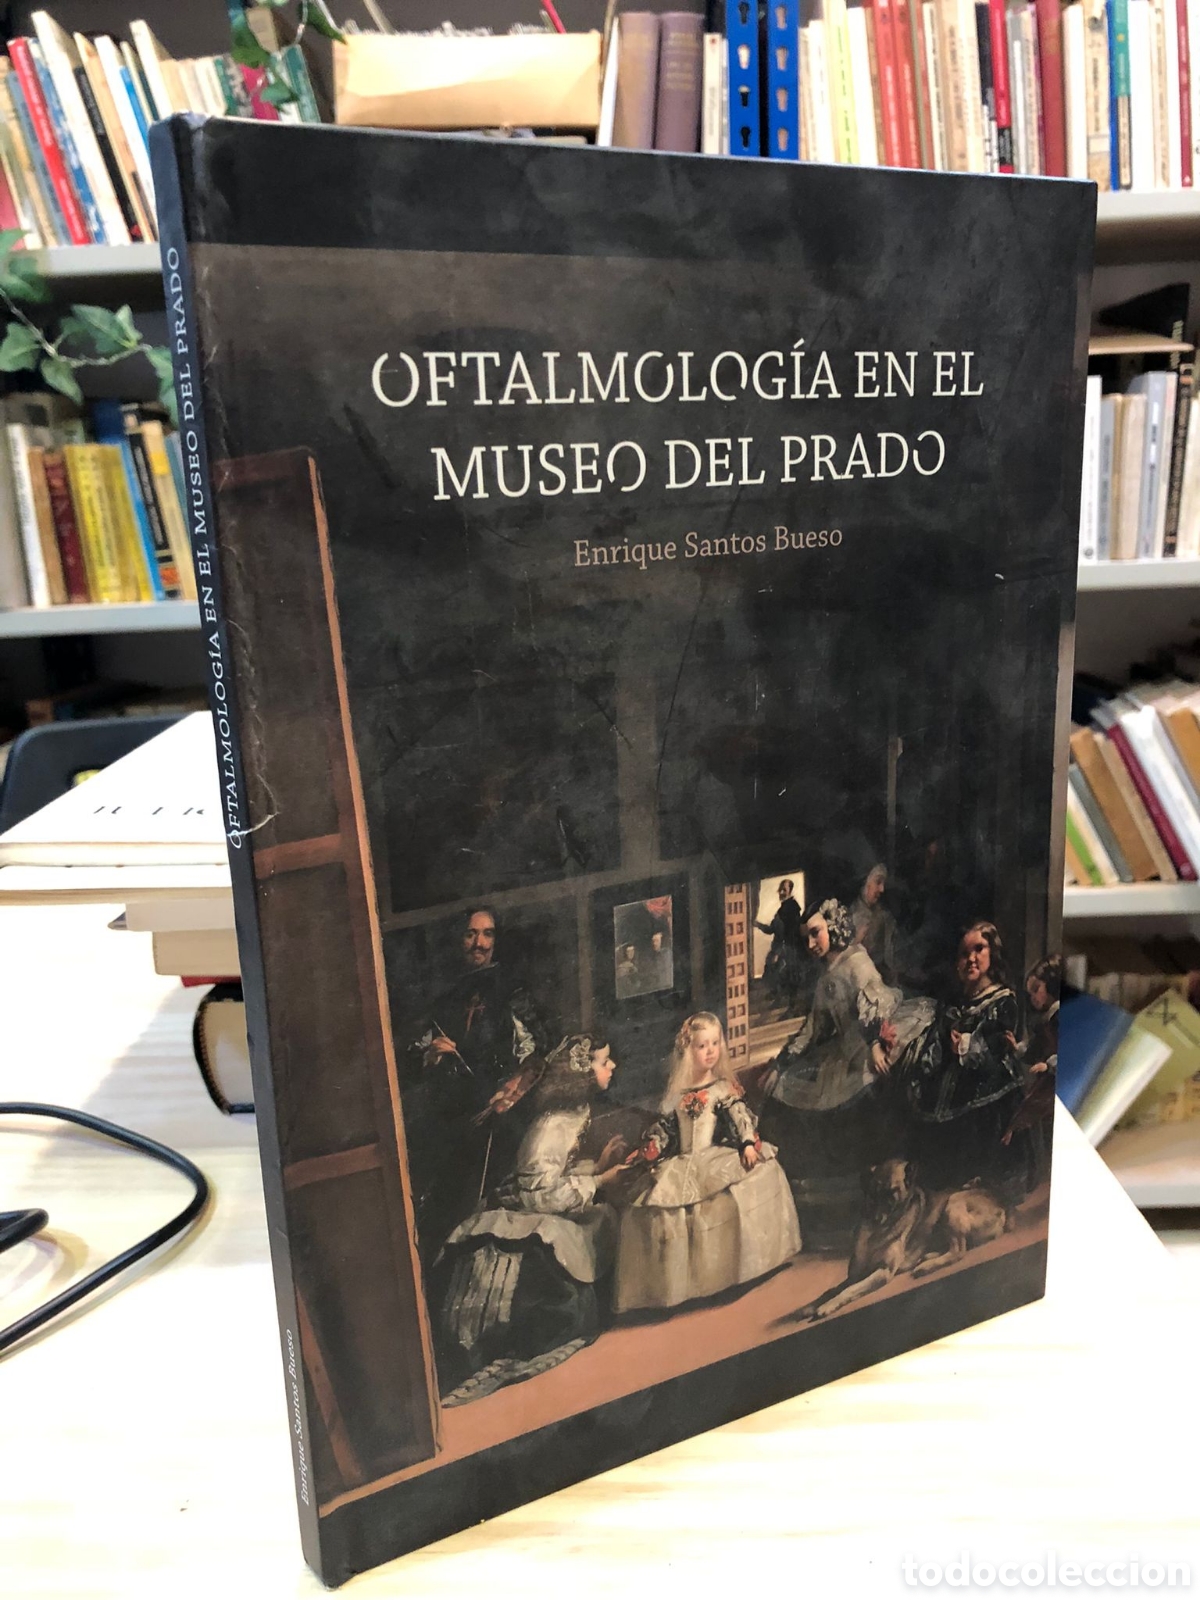 OFTALMOLOGÍA EN EL
MUSEO DEL PRADO
Enrique Santos Bueso
OFTALMOLOGÍA EN EL MUSEO DEL PRADO
Enrique Santos Bueso
todocoleccion